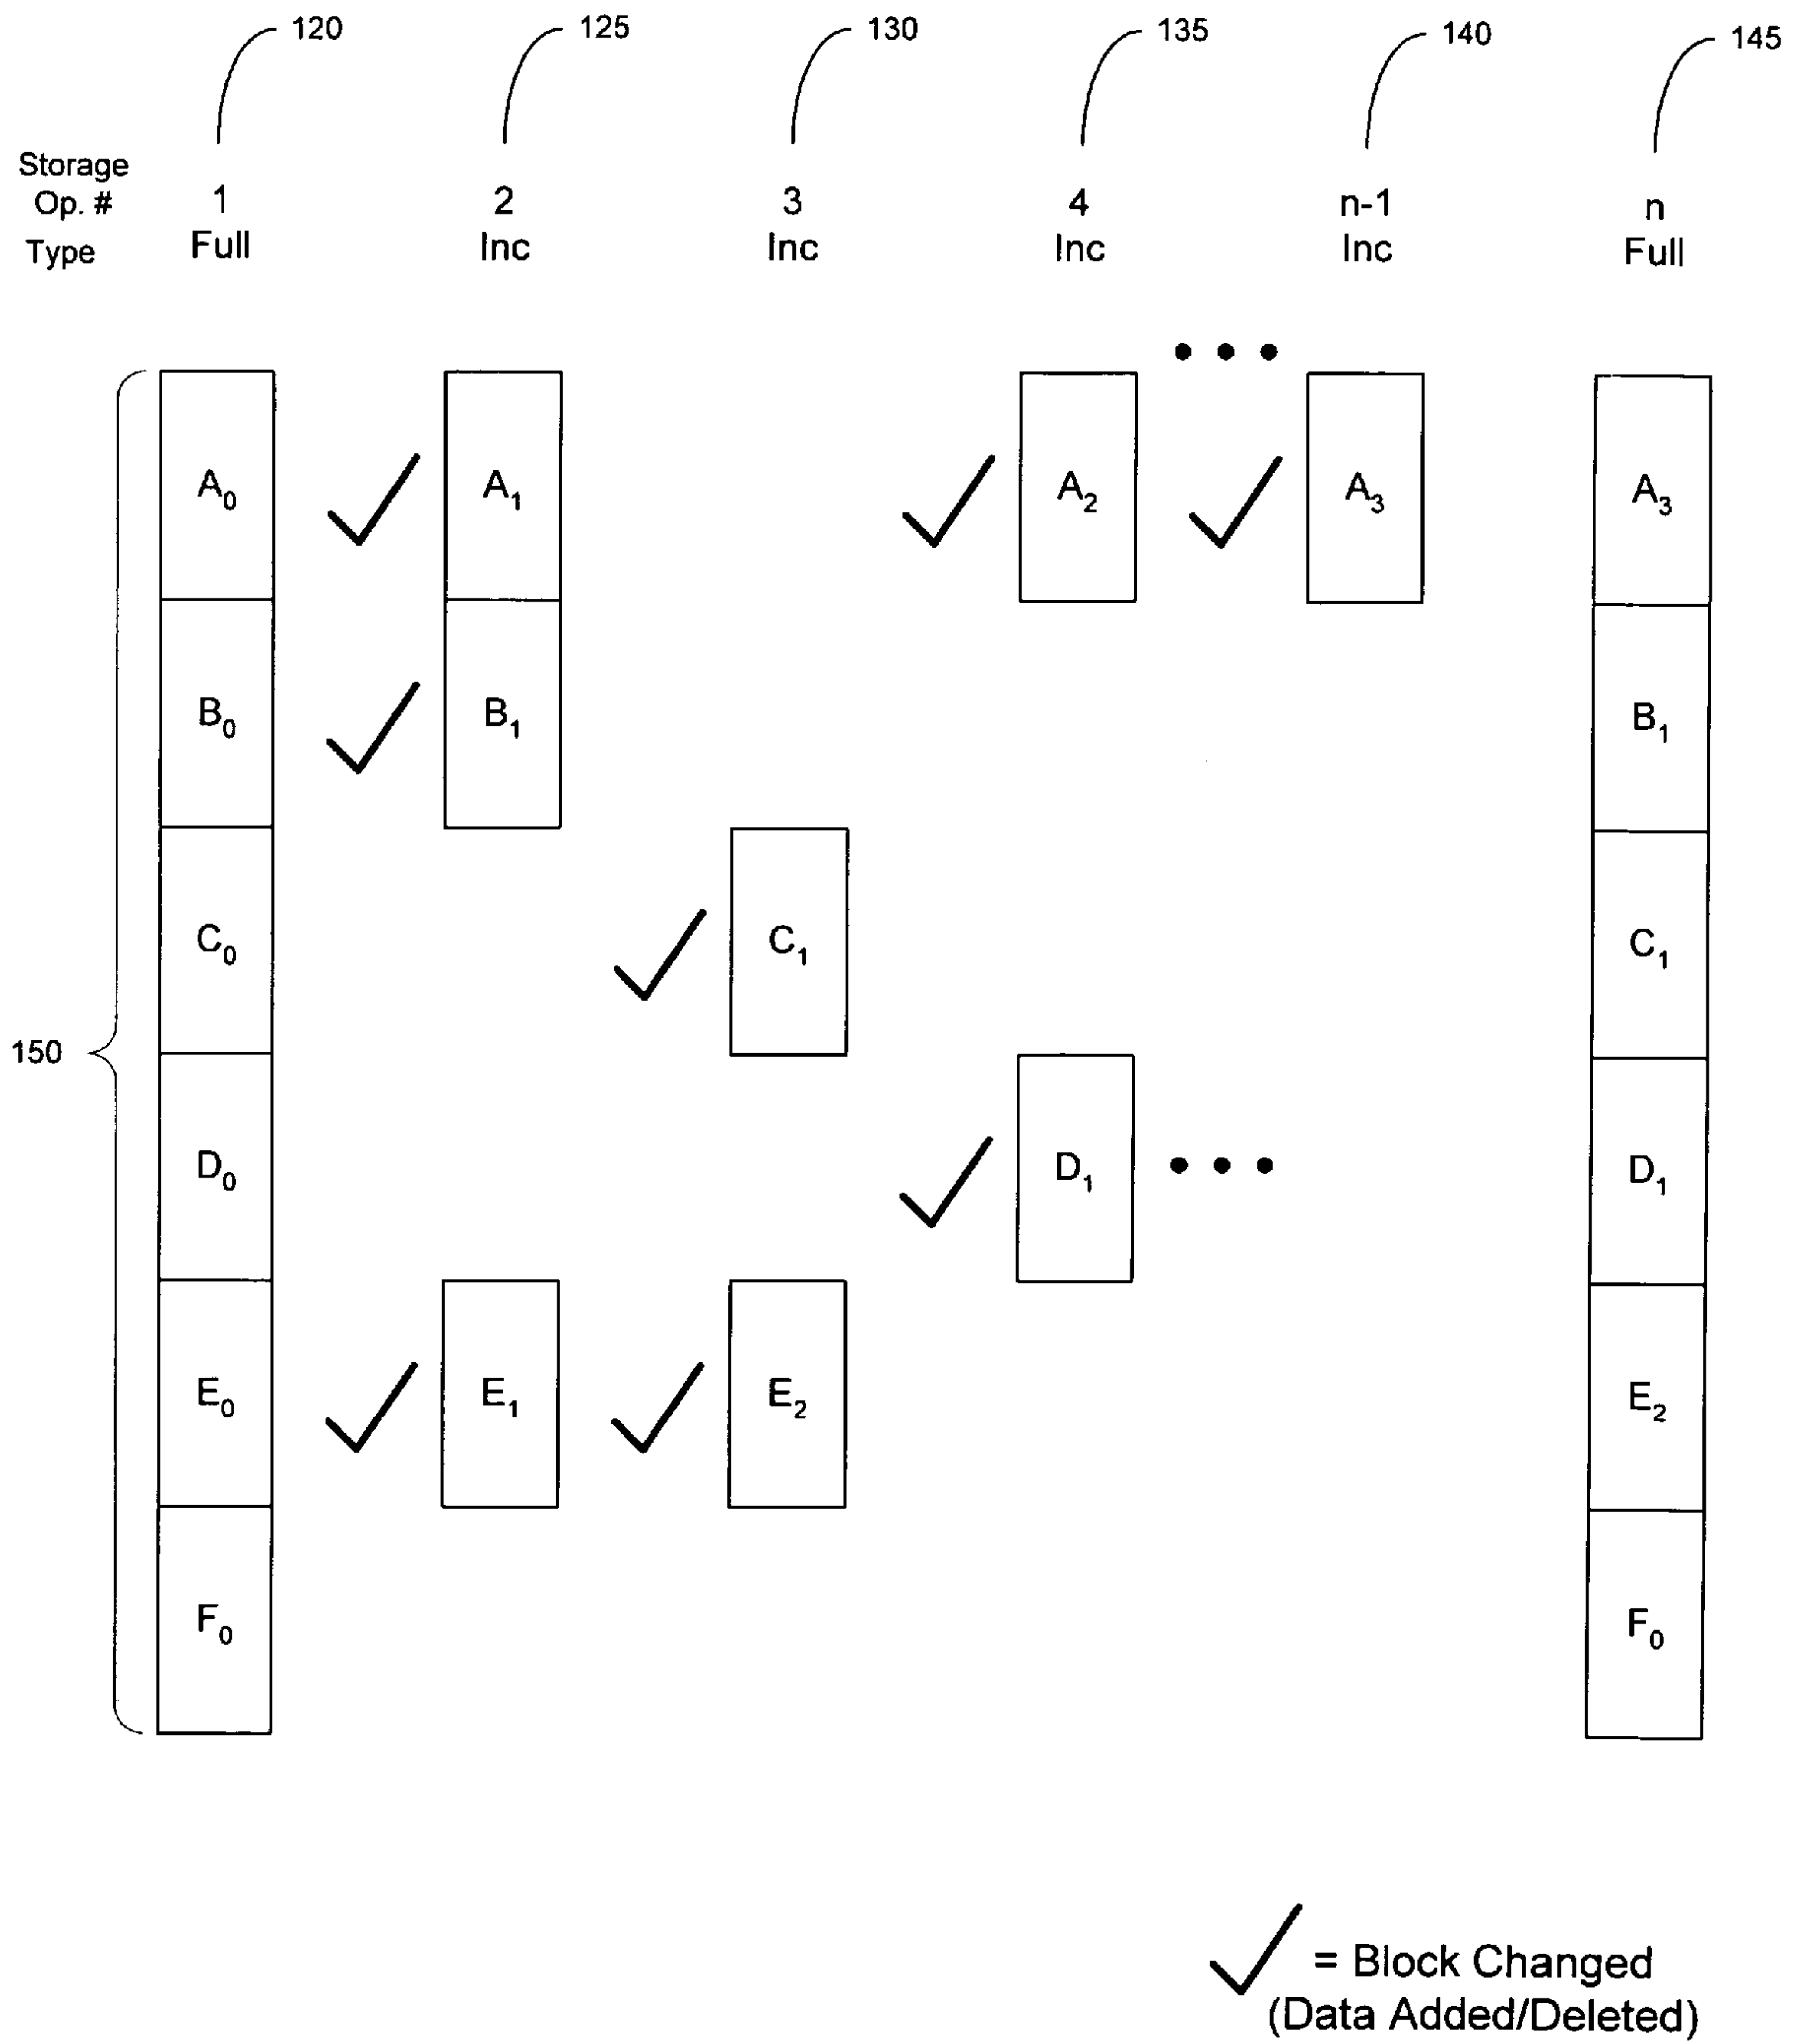 120 125 130 135 140 145
Storage
Op. # 1 2 3 4 n-1 n
Type Full Inc Inc Inc Inc Full
A0 A1 A2 A3 A3
B0 B1 B1
C0 C1 C1
150
D0 D1 D1
E0 E1 E2 E2
F0 F0
= Block Changed
(Data Added/Deleted)